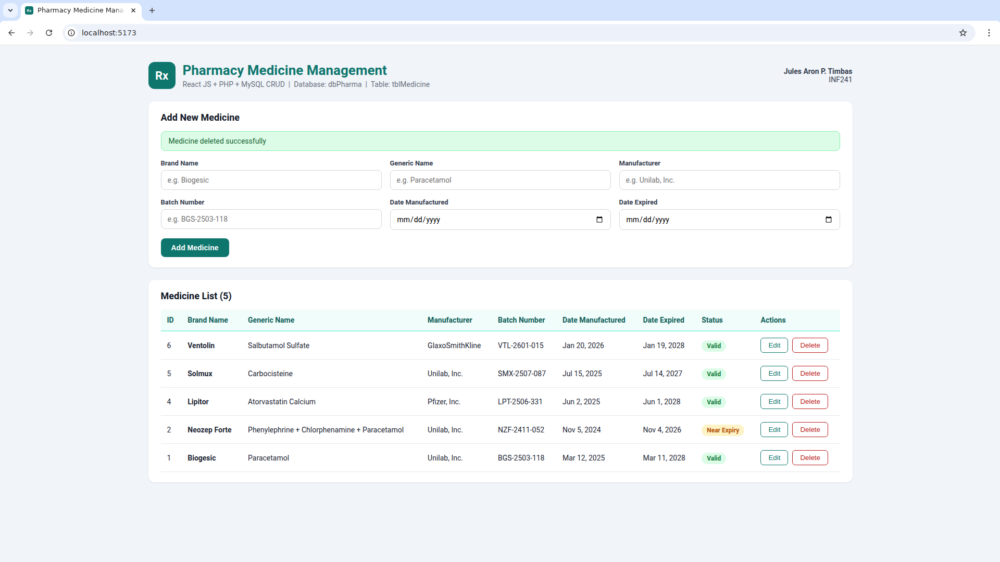 Rx Pharmacy Medicine Mana
localhost:5173
Rx
Pharmacy Medicine Management
React JS + PHP + MySQL CRUD | Database: dbPharma | Table: tblMedicine
Jules Aron P. Timbas
INF241
Add New Medicine
Medicine deleted successfully
Brand Name Generic Name Manufacturer
e.g. Biogesic e.g. Paracetamol e.g. Unilab, Inc.
Batch Number Date Manufactured Date Expired
e.g. BGS-2503-118 mm/dd/yyyy mm/dd/yyyy
Add Medicine
Medicine List (5)
ID Brand Name Generic Name Manufacturer Batch Number Date Manufactured Date Expired Status Actions
6 Ventolin Salbutamol Sulfate GlaxoSmithKline VTL-2601-015 Jan 20, 2026 Jan 19, 2028 Valid Edit Delete
5 Solmux Carbocisteine Unilab, Inc. SMX-2507-087 Jul 15, 2025 Jul 14, 2027 Valid Edit Delete
4 Lipitor Atorvastatin Calcium Pfizer, Inc. LPT-2506-331 Jun 2, 2025 Jun 1, 2028 Valid Edit Delete
2 Neozep Forte Phenylephrine + Chlorphenamine + Paracetamol Unilab, Inc. NZF-2411-052 Nov 5, 2024 Nov 4, 2026 Near Expiry Edit Delete
1 Biogesic Paracetamol Unilab, Inc. BGS-2503-118 Mar 12, 2025 Mar 11, 2028 Valid Edit Delete